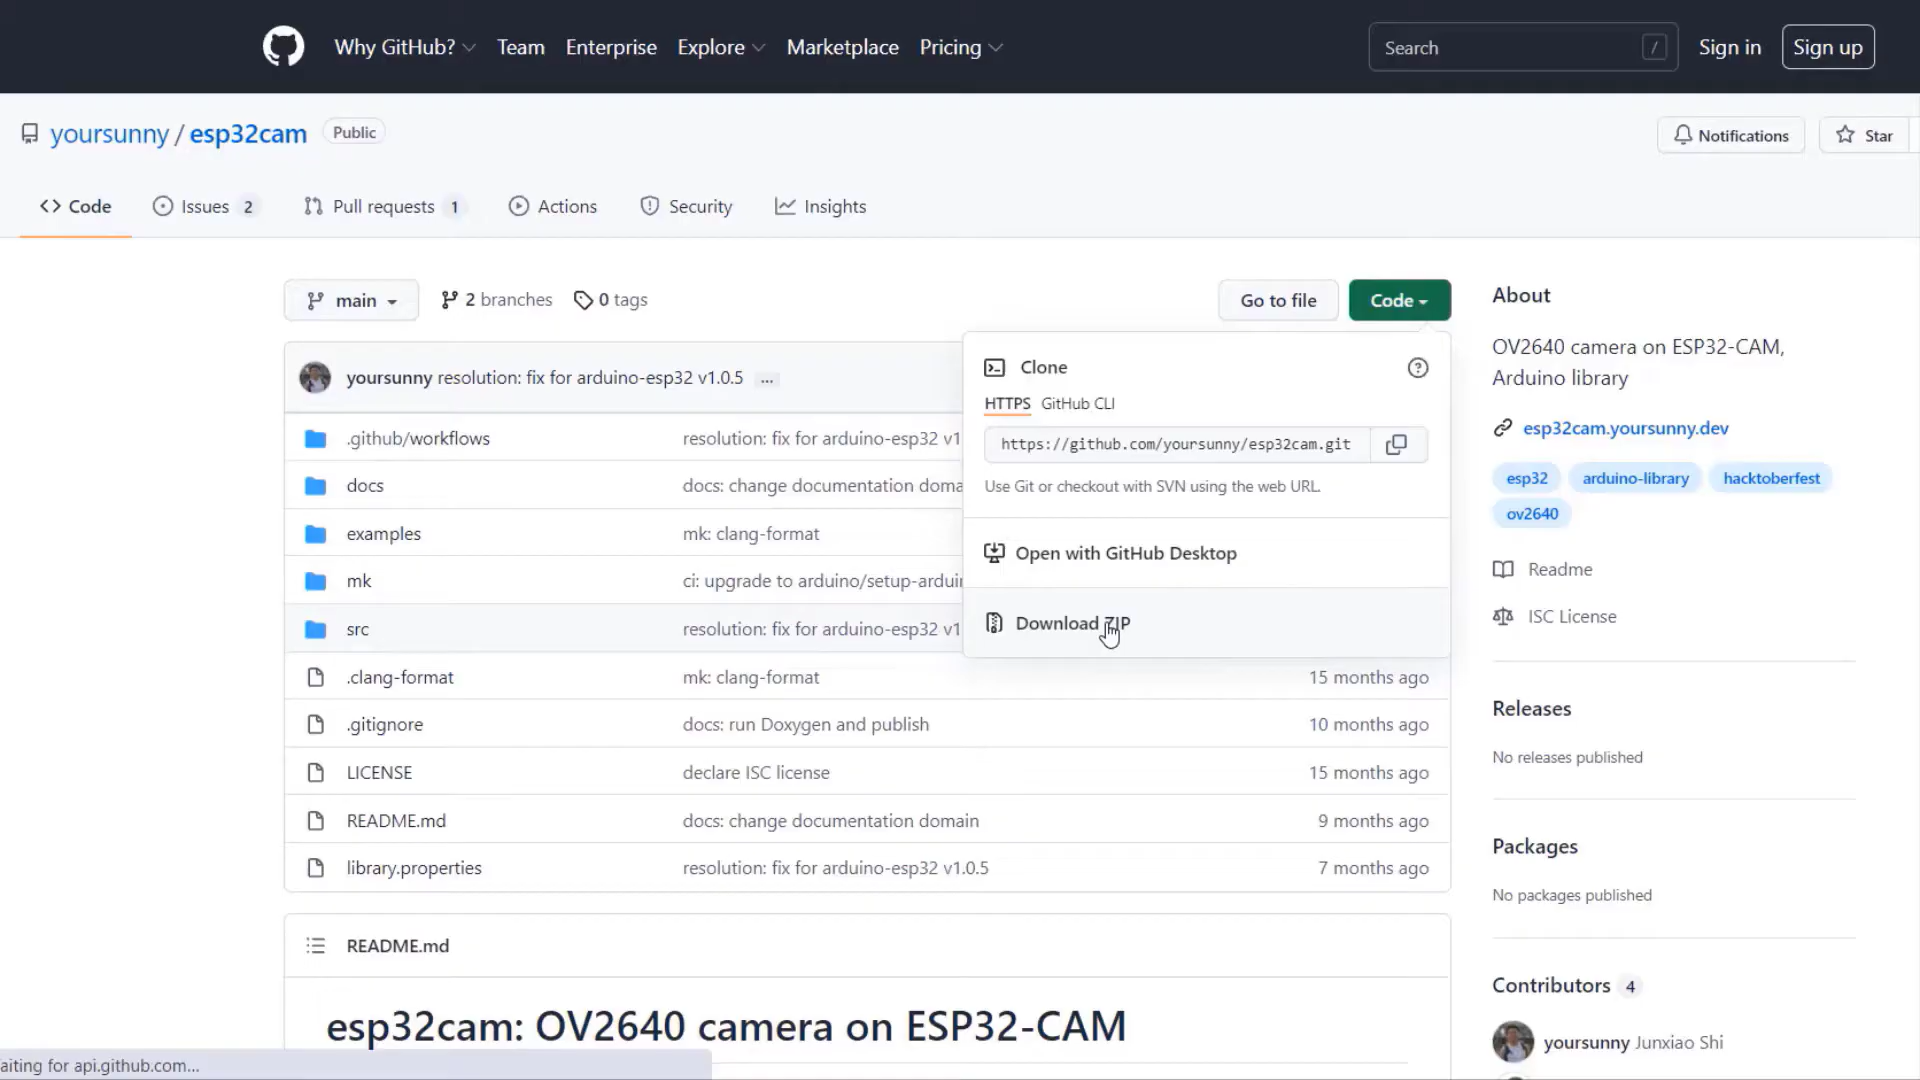 Why GitHub? Team Enterprise Explore Marketplace Pricing Search / Sign in Sign up
yoursunny / esp32cam Public Notifications Star
Code Issues 2 Pull requests 1 Actions Security Insights
main 2 branches 0 tags Go to file Code
yoursunny resolution: fix for arduino-esp32 v1.0.5 ...
.github/workflows resolution: fix for arduino-esp32 v1
docs docs: change documentation doma
examples mk: clang-format
mk ci: upgrade to arduino/setup-ardui
src resolution: fix for arduino-esp32 v1
.clang-format mk: clang-format 15 months ago
.gitignore docs: run Doxygen and publish 10 months ago
LICENSE declare ISC license 15 months ago
README.md docs: change documentation domain 9 months ago
library.properties resolution: fix for arduino-esp32 v1.0.5 7 months ago
Clone
HTTPS GitHub CLI
https://github.com/yoursunny/esp32cam.git
Use Git or checkout with SVN using the web URL.
Open with GitHub Desktop
Download ZIP
README.md
esp32cam: OV2640 camera on ESP32-CAM
About
OV2640 camera on ESP32-CAM,
Arduino library
esp32cam.yoursunny.dev
esp32 arduino-library hacktoberfest
ov2640
Readme
ISC License
Releases
No releases published
Packages
No packages published
Contributors 4
yoursunny Junxiao Shi
aiting for api.github.com...